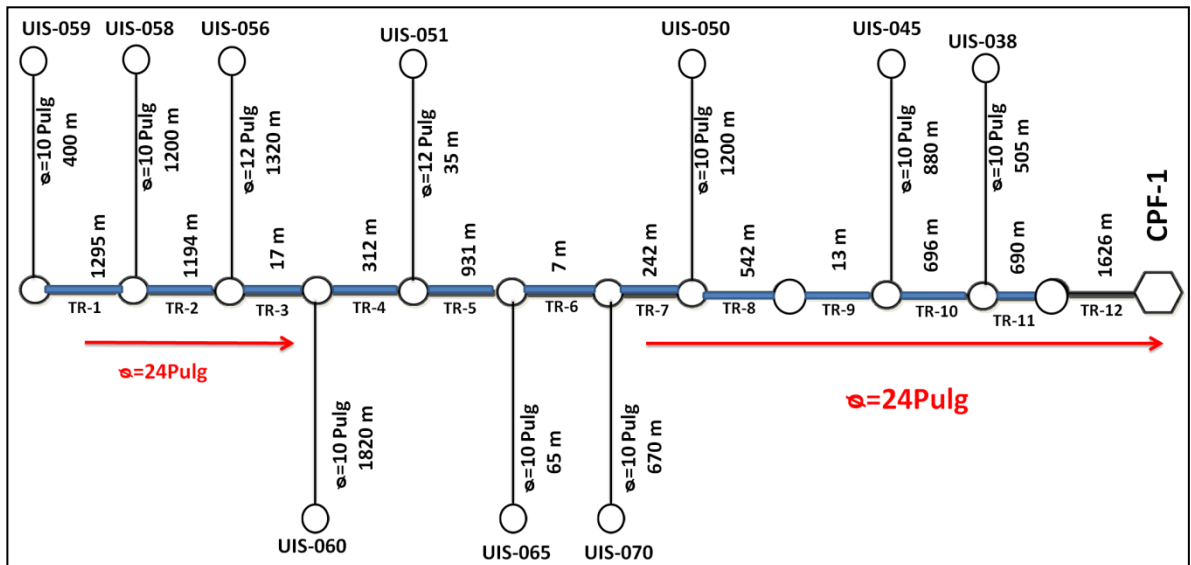 UIS-059
UIS-058
UIS-056
UIS-051
UIS-050
UIS-045
UIS-038
ᴓ=10 Pulg
400 m
ᴓ=10 Pulg
1200 m
ᴓ=12 Pulg
1320 m
ᴓ=12 Pulg
35 m
ᴓ=10 Pulg
1200 m
ᴓ=10 Pulg
880 m
ᴓ=10 Pulg
505 m
CPF-1
1295 m
1194 m
17 m
312 m
931 m
7 m
242 m
542 m
13 m
696 m
690 m
1626 m
TR-1
TR-2
TR-3
TR-4
TR-5
TR-6
TR-7
TR-8
TR-9
TR-10
TR-11
TR-12
ᴓ=24Pulg
ᴓ=24Pulg
ᴓ=10 Pulg
1820 m
ᴓ=10 Pulg
65 m
ᴓ=10 Pulg
670 m
UIS-060
UIS-065
UIS-070